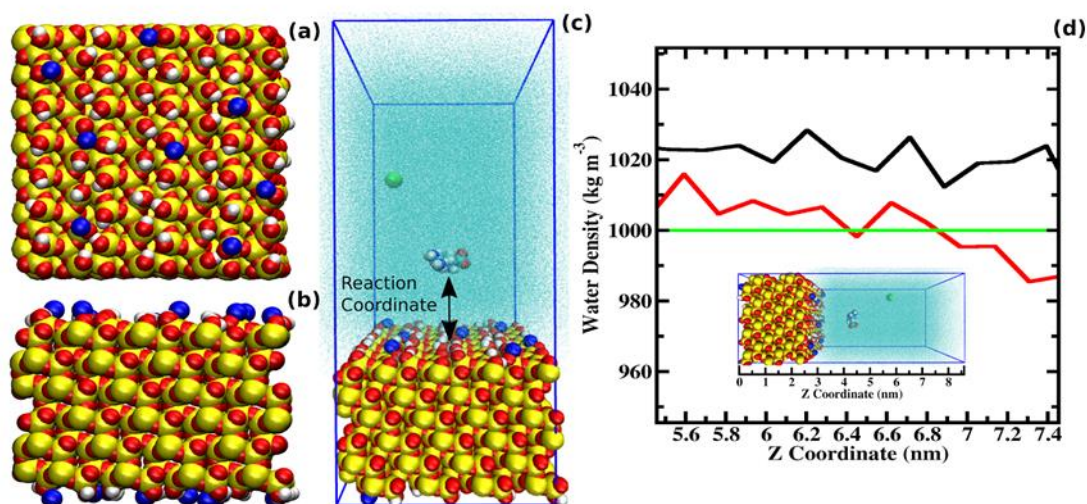 (a)
(b)
(c)
Reaction
Coordinate
(d)
Water Density (kg m⁻³)
1040
1020
1000
980
960
5.6 5.8 6 6.2 6.4 6.6 6.8 7 7.2 7.4
Z Coordinate (nm)
0 1 2 3 4 5 6 7 8
Z Coordinate (nm)